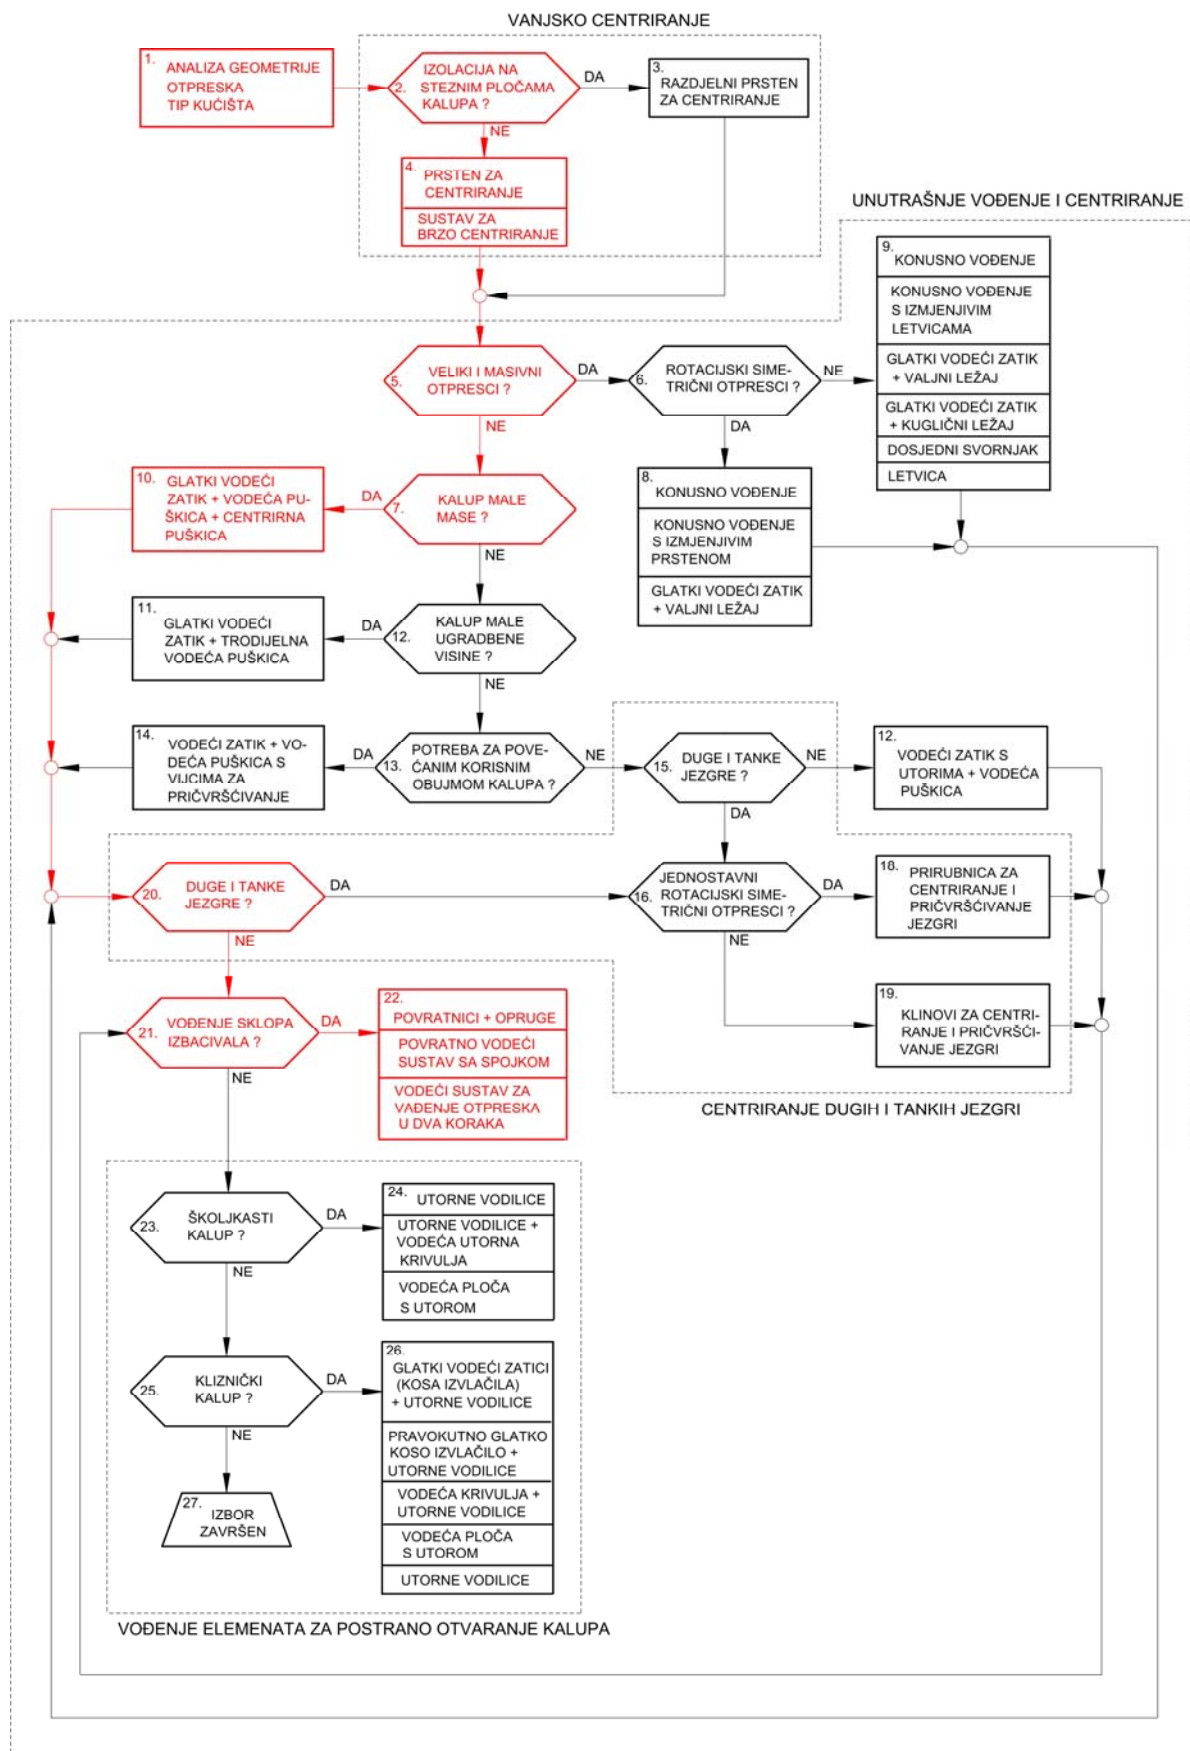 VANJSKO CENTRIRANJE
1. ANALIZA GEOMETRIJE
OTPRESKA
TIP KUĆIŠTA
IZOLACIJA NA
2. STEZNIM PLOČAMA
KALUPA ?
DA
NE
3.
RAZDJELNI PRSTEN
ZA CENTRIRANJE
4.
PRSTEN ZA
CENTRIRANJE
SUSTAV ZA
BRZO CENTRIRANJE
UNUTRAŠNJE VOĐENJE I CENTRIRANJE
VELIKI I MASIVNI
5. OTPRESCI ?
DA
NE
ROTACIJSKI SIME-
6. TRIČNI OTPRESCI ?
NE
DA
9.
KONUSNO VOĐENJE
KONUSNO VOĐENJE
S IZMJENJIVIM
LETVICAMA
GLATKI VODEĆI ZATIK
+ VALJNI LEŽAJ
GLATKI VODEĆI ZATIK
+ KUGLIČNI LEŽAJ
DOSJEDNI SVORNJAK
LETVICA
10. GLATKI VODEĆI
ZATIK + VODEĆA PU-
ŠKICA + CENTRIRNA
PUŠKICA
DA
KALUP MALE
7. MASE ?
NE
8.
KONUSNO VOĐENJE
KONUSNO VOĐENJE
S IZMJENJIVIM
PRSTENOM
GLATKI VODEĆI ZATIK
+ VALJNI LEŽAJ
11.
GLATKI VODEĆI
ZATIK + TRODIJELNA
VODEĆA PUŠKICA
DA
KALUP MALE
12. UGRADBENE
VISINE ?
NE
14.
VODEĆI ZATIK + VO-
DEĆA PUŠKICA S
VIJCIMA ZA
PRIČVRŠĆIVANJE
DA
POTREBA ZA POVE-
13. ĆANIM KORISNIM
OBUJMOM KALUPA ?
NE
DUGE I TANKE
15. JEZGRE ?
NE
DA
12.
VODEĆI ZATIK S
UTORIMA + VODEĆA
PUŠKICA
DUGE I TANKE
20. JEZGRE ?
DA
NE
JEDNOSTAVNI
16. ROTACIJSKI SIME-
TRIČNI OTPRESCI ?
DA
NE
18.
PRIRUBNICA ZA
CENTRIRANJE I
PRIČVRŠĆIVANJE
JEZGRI
19.
KLINOVI ZA CENTRI-
RANJE I PRIČVRŠĆI-
VANJE JEZGRI
CENTRIRANJE DUGIH I TANKIH JEZGRI
VOĐENJE SKLOPA
21. IZBACIVALA ?
DA
NE
22.
POVRATNICI + OPRUGE
POVRATNO VODEĆI
SUSTAV SA SPOJKOM
VODEĆI SUSTAV ZA
VAĐENJE OTPRESKA
U DVA KORAKA
ŠKOLJKASTI
23. KALUP ?
DA
NE
24.
UTORNE VODILICE
UTORNE VODILICE +
VODEĆA UTORNA
KRIVULJA
VODEĆA PLOČA
S UTOROM
KLIZNIČKI
25. KALUP ?
DA
NE
26.
GLATKI VODEĆI ZATICI
(KOSA IZVLAČILA)
+ UTORNE VODILICE
PRAVOKUTNO GLATKO
KOSO IZVLAČILO +
UTORNE VODILICE
VODEĆA KRIVULJA +
UTORNE VODILICE
VODEĆA PLOČA
S UTOROM
UTORNE VODILICE
27.
IZBOR
ZAVRŠEN
VOĐENJE ELEMENATA ZA POSTRANO OTVARANJE KALUPA